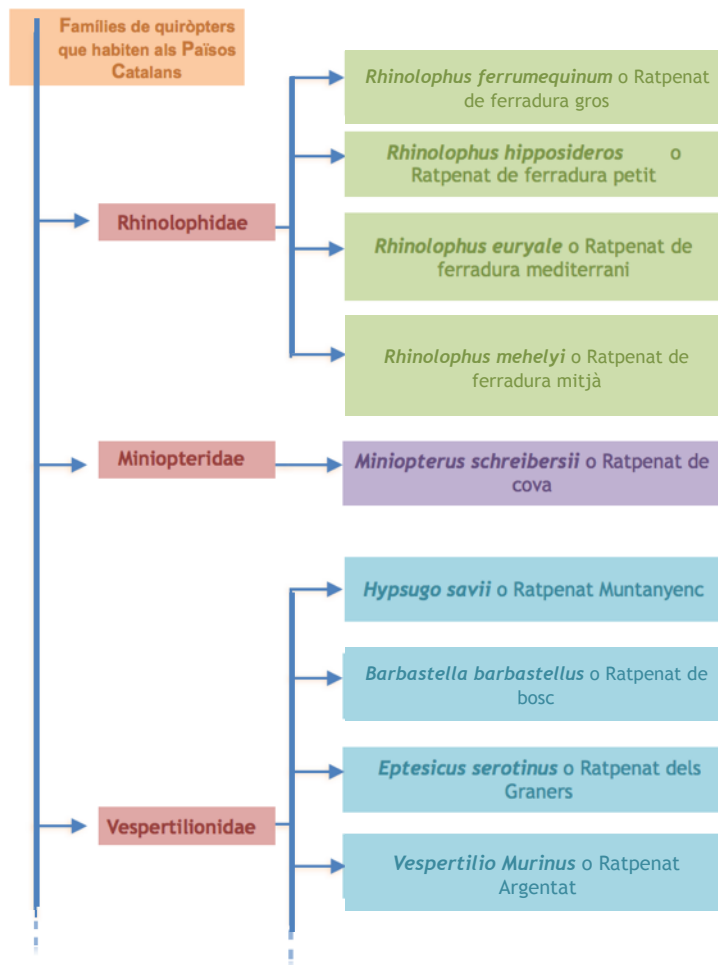 Famílies de quiròpters
que habiten als Països
Catalans
Rhinolophus ferrumequinum o Ratpenat
de ferradura gros
Rhinolophus hipposideros o
Ratpenat de ferradura petit
Rhinolophidae
Rhinolophus euryale o Ratpenat de
ferradura mediterrani
Rhinolophus mehelyi o Ratpenat de
ferradura mitjà
Miniopteridae
Miniopterus schreibersii o Ratpenat de
cova
Hypsugo savii o Ratpenat Muntanyenc
Barbastella barbastellus o Ratpenat de
bosc
Eptesicus serotinus o Ratpenat dels
Graners
Vespertilionidae
Vespertilio Murinus o Ratpenat
Argentat